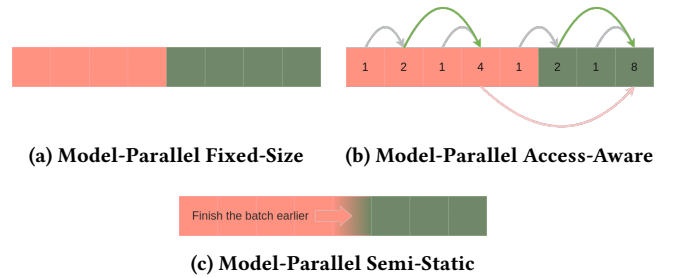 1 2 1 4 1 2 1 8
(a) Model-Parallel Fixed-Size
(b) Model-Parallel Access-Aware
Finish the batch earlier
(c) Model-Parallel Semi-Static